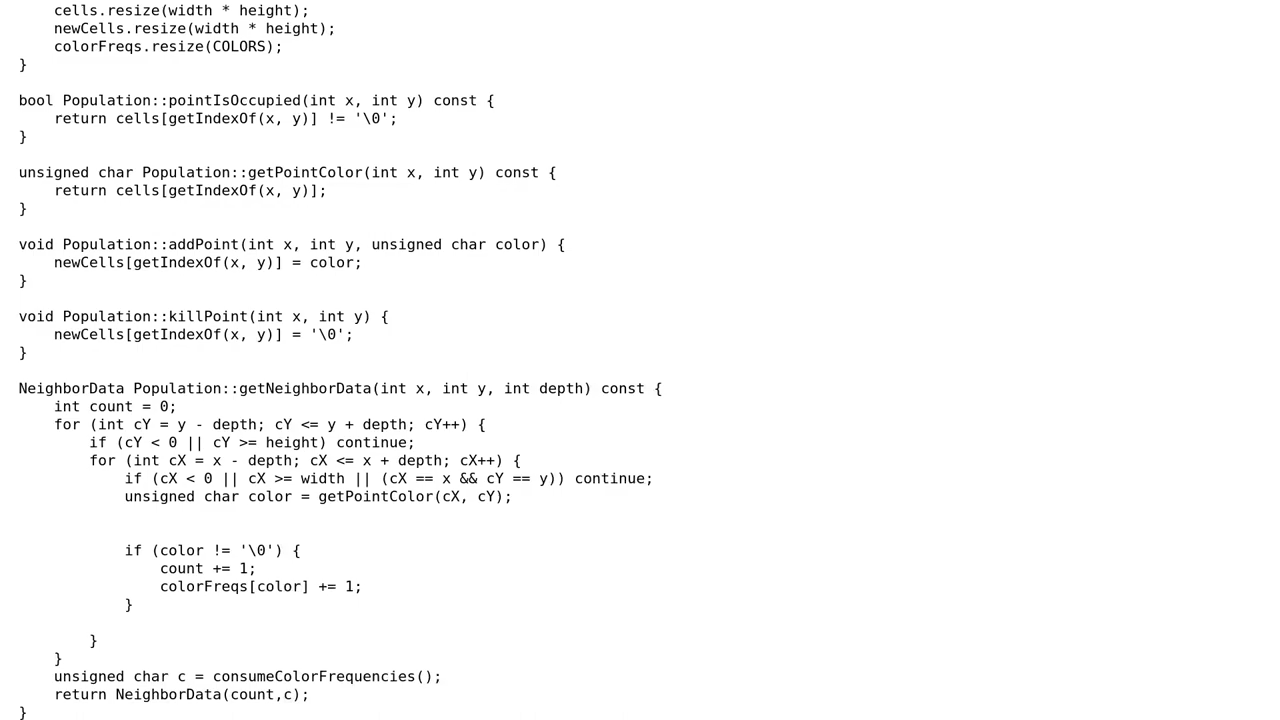 cells.resize(width * height);
    newCells.resize(width * height);
    colorFreqs.resize(COLORS);
}

bool Population::pointIsOccupied(int x, int y) const {
    return cells[getIndexOf(x, y)] != '\0';
}

unsigned char Population::getPointColor(int x, int y) const {
    return cells[getIndexOf(x, y)];
}

void Population::addPoint(int x, int y, unsigned char color) {
    newCells[getIndexOf(x, y)] = color;
}

void Population::killPoint(int x, int y) {
    newCells[getIndexOf(x, y)] = '\0';
}

NeighborData Population::getNeighborData(int x, int y, int depth) const {
    int count = 0;
    for (int cY = y - depth; cY <= y + depth; cY++) {
        if (cY < 0 || cY >= height) continue;
        for (int cX = x - depth; cX <= x + depth; cX++) {
            if (cX < 0 || cX >= width || (cX == x && cY == y)) continue;
            unsigned char color = getPointColor(cX, cY);


            if (color != '\0') {
                count += 1;
                colorFreqs[color] += 1;
            }

        }
    }
    unsigned char c = consumeColorFrequencies();
    return NeighborData(count,c);
}